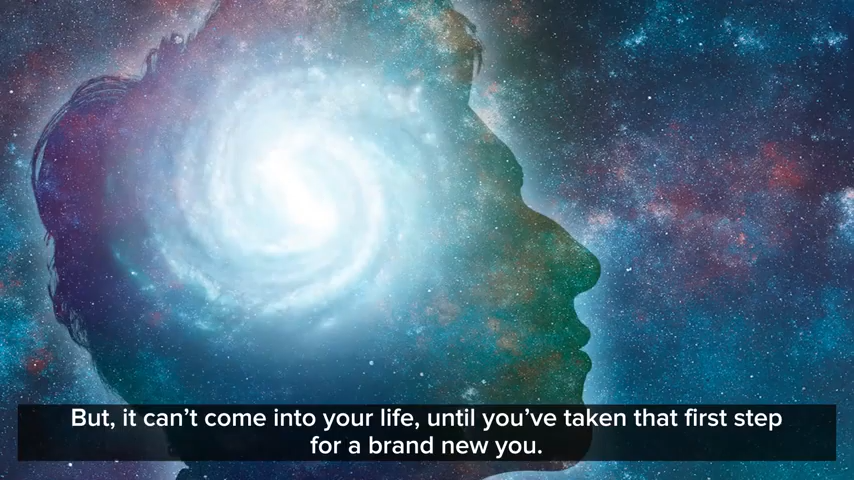 But, it can’t come into your life, until you’ve taken that first step
for a brand new you.